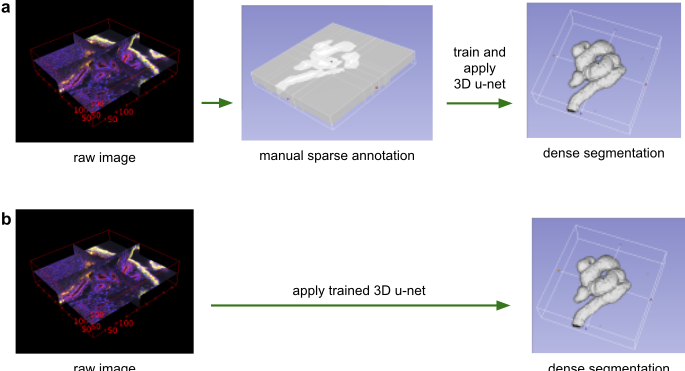 a
train and
apply
3D u-net
raw image
manual sparse annotation
dense segmentation
b
apply trained 3D u-net
raw image
dense segmentation